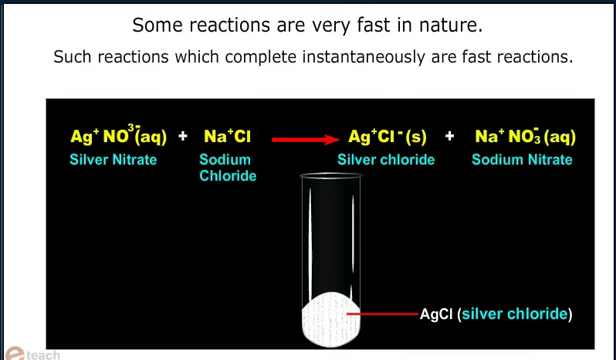 Some reactions are very fast in nature.
Such reactions which complete instantaneously are fast reactions.
Ag⁺ NO³⁻(aq) + Na⁺Cl → Ag⁺Cl⁻(s) + Na⁺ NO₃⁻ (aq)
Silver Nitrate Sodium Chloride Silver chloride Sodium Nitrate
AgCl (silver chloride)
e teach